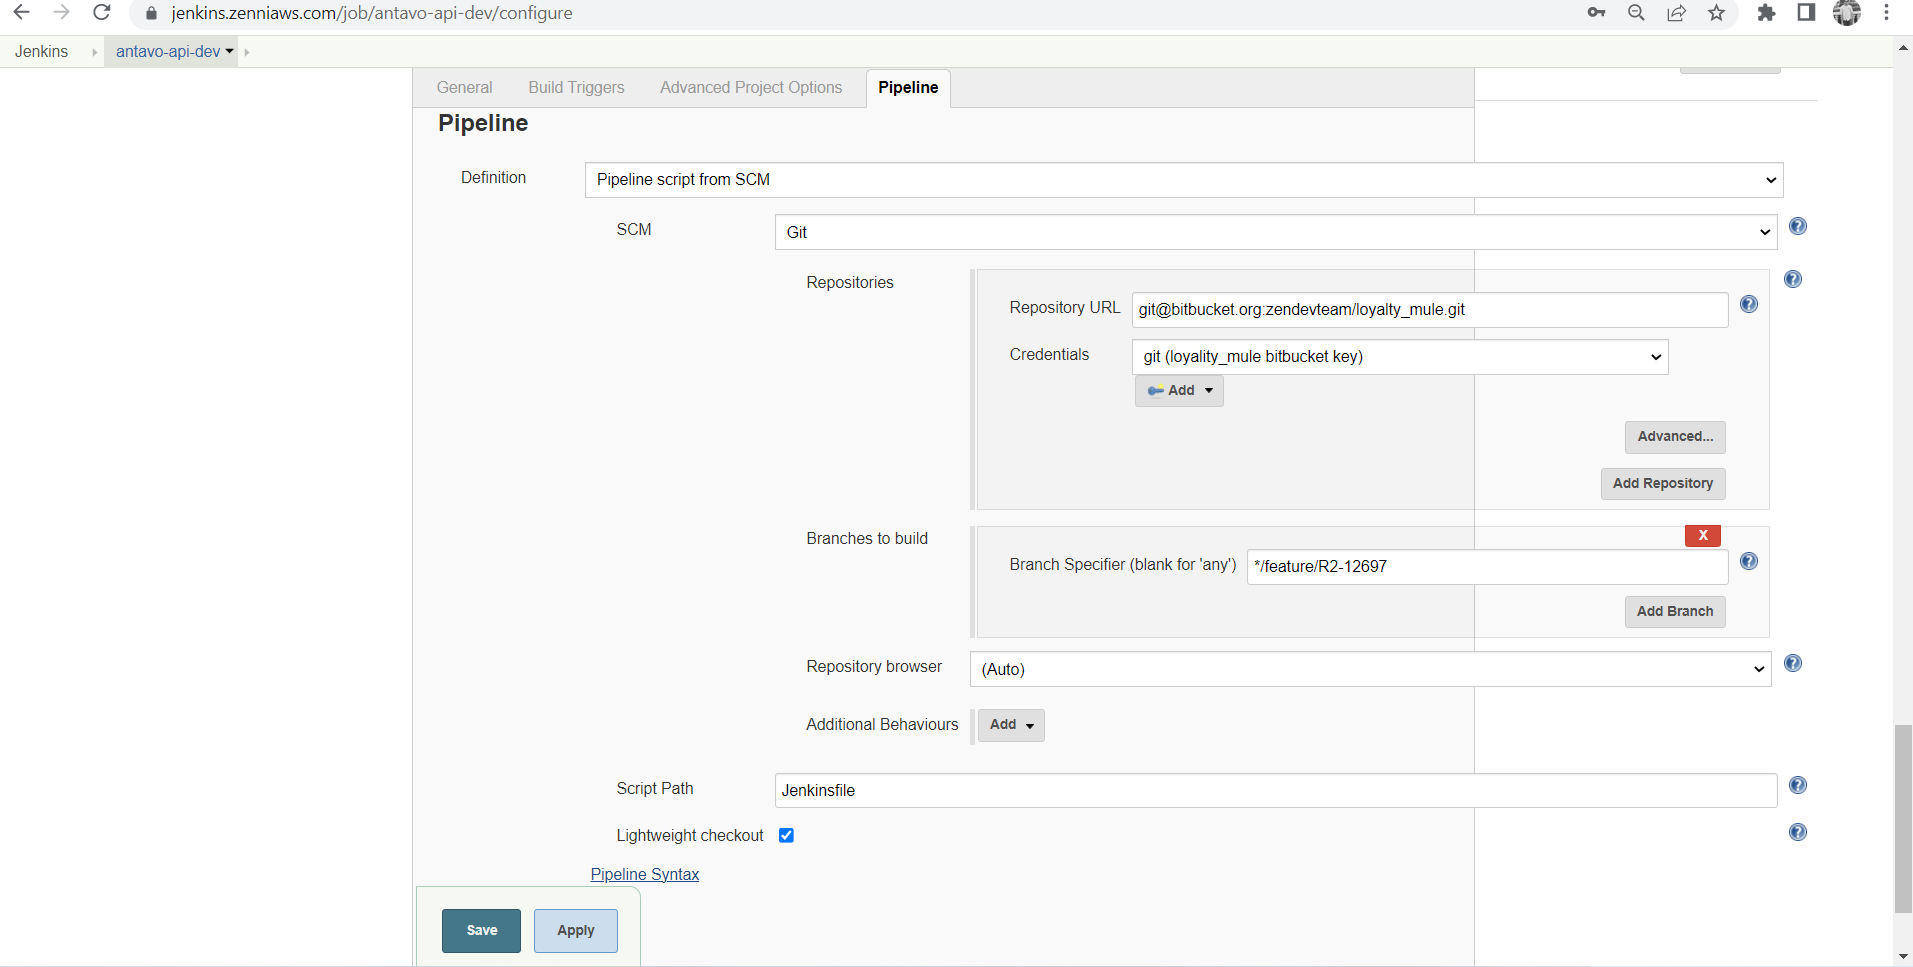 jenkins.zenniaws.com/job/antavo-api-dev/configure
Jenkins antavo-api-dev
General Build Triggers Advanced Project Options Pipeline
Pipeline
Definition Pipeline script from SCM
SCM Git
Repositories
Repository URL git@bitbucket.org:zendevteam/loyalty_mule.git
Credentials git (loyality_mule bitbucket key)
Add
Advanced...
Add Repository
Branches to build X
Branch Specifier (blank for 'any') */feature/R2-12697
Add Branch
Repository browser (Auto)
Additional Behaviours Add
Script Path Jenkinsfile
Lightweight checkout
Pipeline Syntax
Save Apply